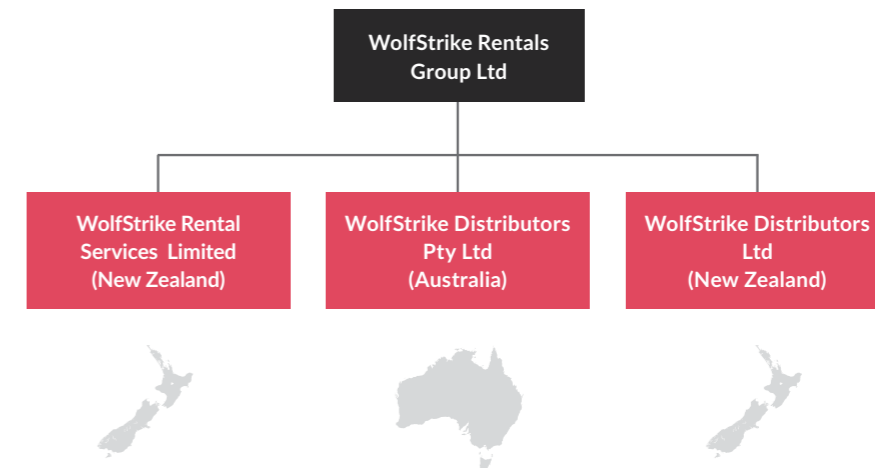 WolfStrike Rentals
Group Ltd
WolfStrike Rental
Services Limited
(New Zealand)
WolfStrike Distributors
Pty Ltd
(Australia)
WolfStrike Distributors
Ltd
(New Zealand)